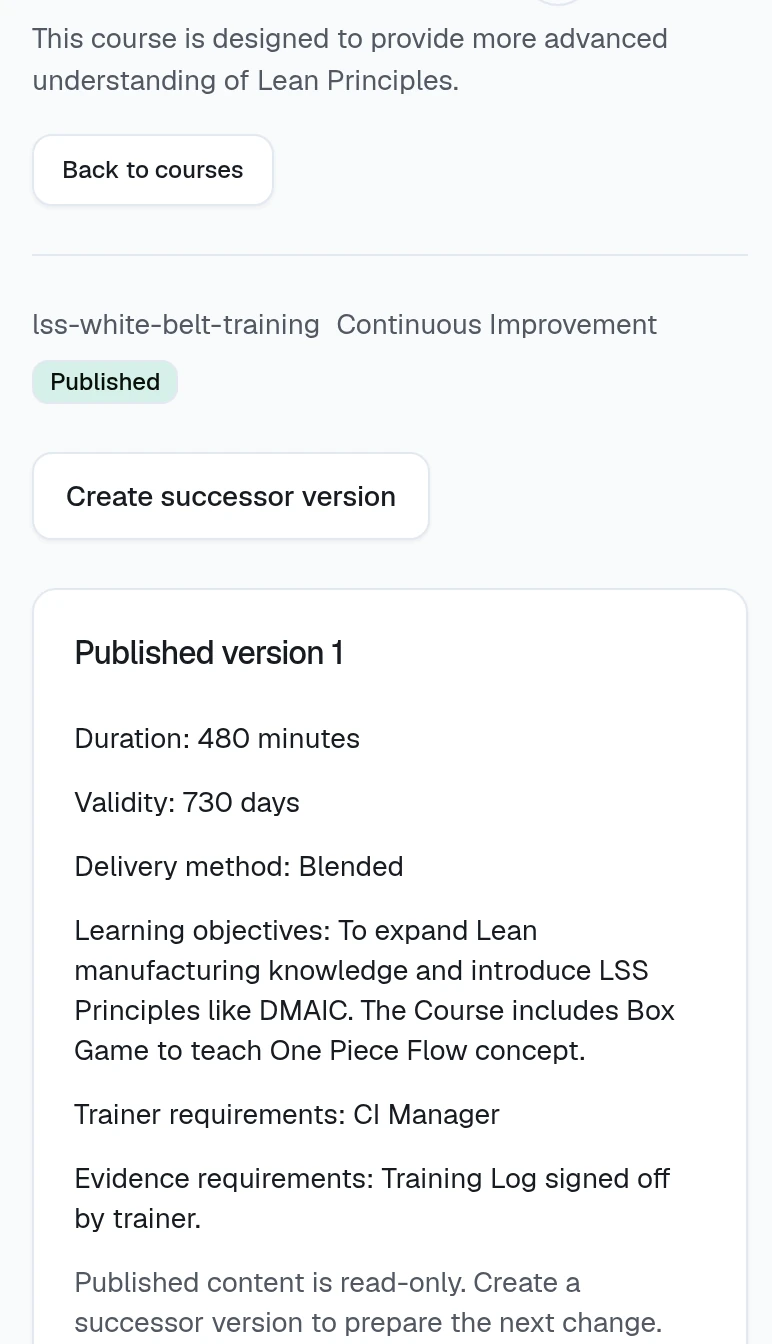 This course is designed to provide more advanced
understanding of Lean Principles.
Back to courses
lss-white-belt-training Continuous Improvement
Published
Create successor version
Published version 1
Duration: 480 minutes
Validity: 730 days
Delivery method: Blended
Learning objectives: To expand Lean
manufacturing knowledge and introduce LSS
Principles like DMAIC. The Course includes Box
Game to teach One Piece Flow concept.
Trainer requirements: CI Manager
Evidence requirements: Training Log signed off
by trainer.
Published content is read-only. Create a
successor version to prepare the next change.